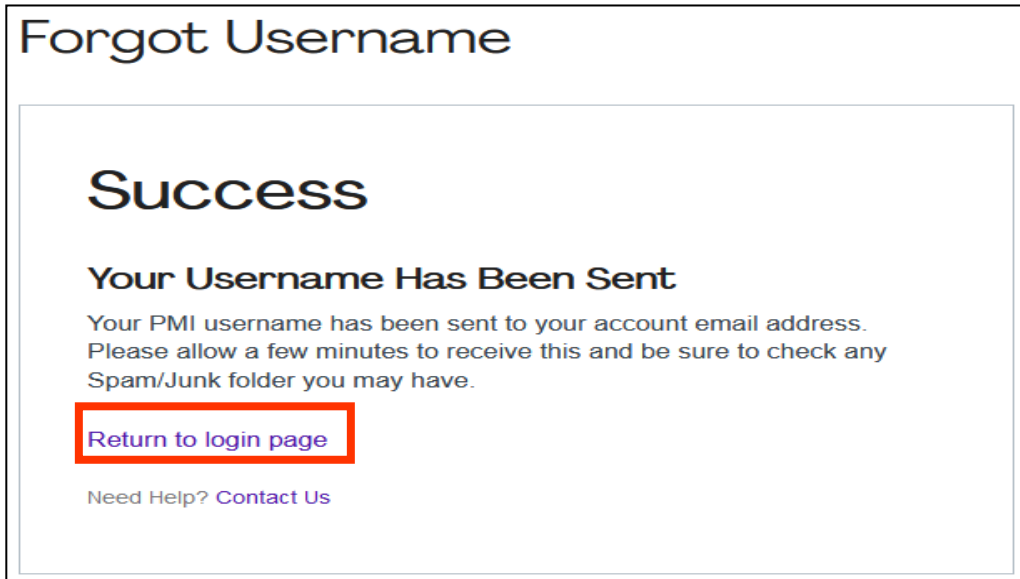 Forgot Username
Success
Your Username Has Been Sent
Your PMI username has been sent to your account email address.
Please allow a few minutes to receive this and be sure to check any
Spam/Junk folder you may have.
Return to login page
Need Help? Contact Us